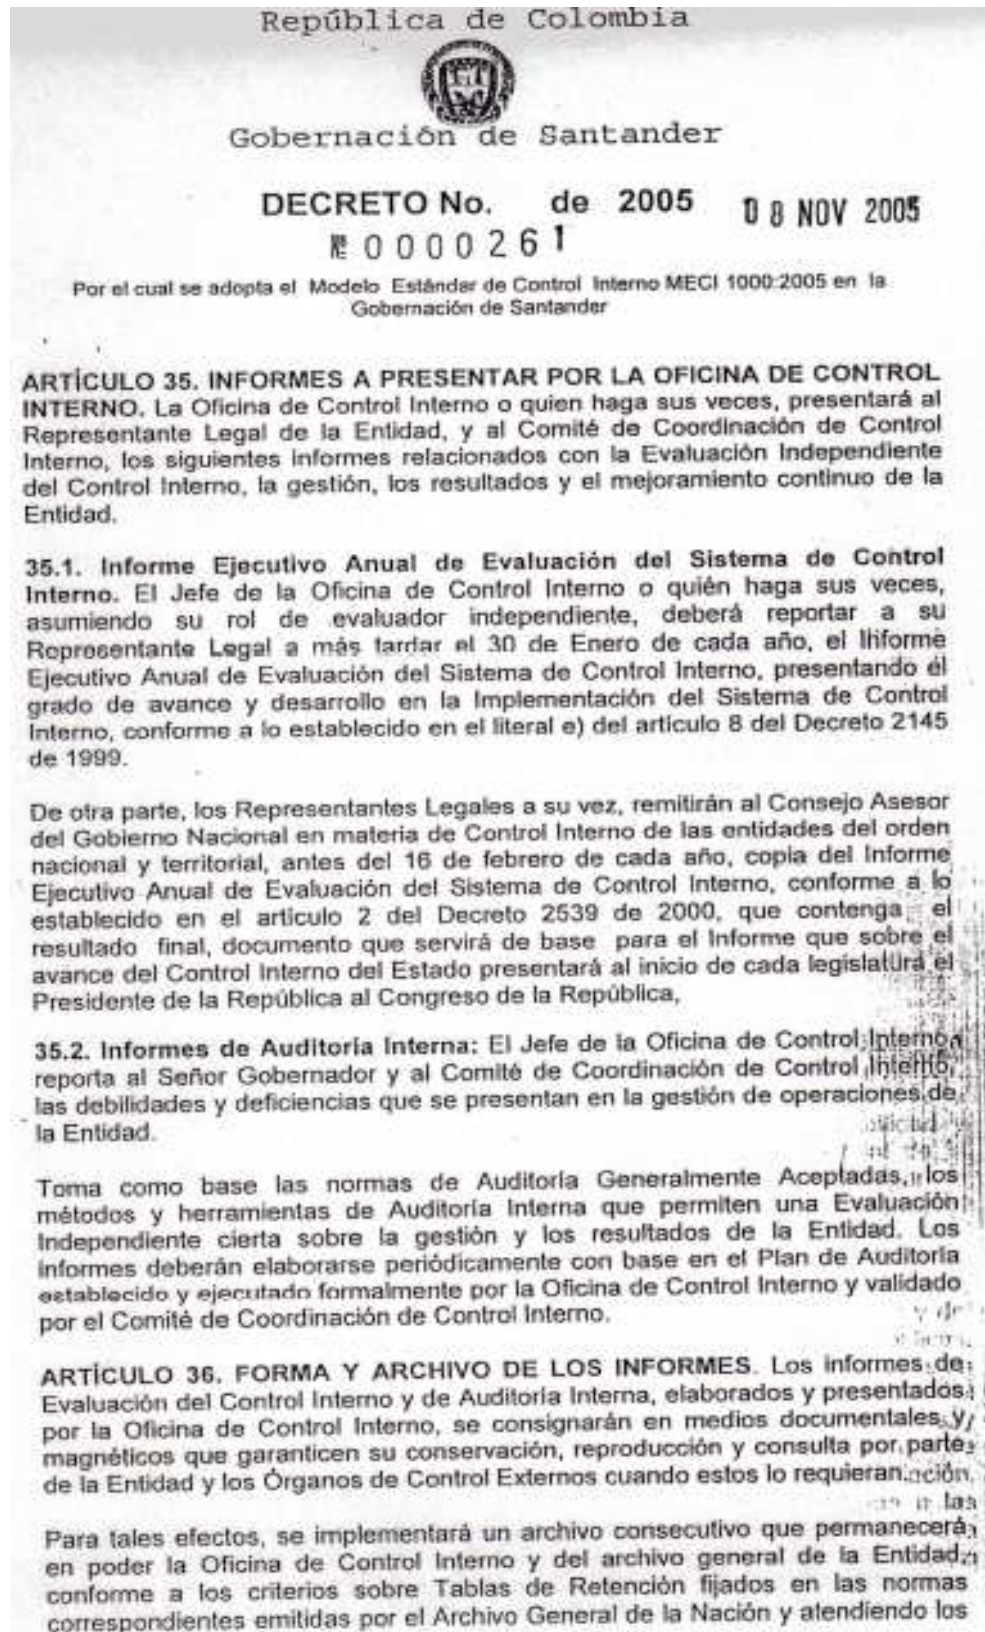 República de Colombia
Gobernación de Santander
DECRETO No. de 2005 08 NOV 2005
Nº 0000261
Por el cual se adopta el Modelo Estándar de Control Interno MECI 1000:2005 en la
Gobernación de Santander
ARTÍCULO 35. INFORMES A PRESENTAR POR LA OFICINA DE CONTROL
INTERNO. La Oficina de Control Interno o quien haga sus veces, presentará al
Representante Legal de la Entidad, y al Comité de Coordinación de Control
Interno, los siguientes informes relacionados con la Evaluación Independiente
del Control Interno, la gestión, los resultados y el mejoramiento continuo de la
Entidad.
35.1. Informe Ejecutivo Anual de Evaluación del Sistema de Control
Interno. El Jefe de la Oficina de Control Interno o quién haga sus veces,
asumiendo su rol de evaluador independiente, deberá reportar a su
Representante Legal a más tardar el 30 de Enero de cada año, el Informe
Ejecutivo Anual de Evaluación del Sistema de Control Interno, presentando él
grado de avance y desarrollo en la Implementación del Sistema de Control
Interno, conforme a lo establecido en el literal e) del articulo 8 del Decreto 2145
de 1999.
De otra parte, los Representantes Legales a su vez, remitirán al Consejo Asesor
del Gobierno Nacional en materia de Control Interno de las entidades del orden
nacional y territorial, antes del 16 de febrero de cada año, copia del Informe
Ejecutivo Anual de Evaluación del Sistema de Control Interno, conforme a lo
establecido en el articulo 2 del Decreto 2539 de 2000, que contenga el
resultado final, documento que servirá de base para el Informe que sobre el
avance del Control Interno del Estado presentará al inicio de cada legislatura el
Presidente de la República al Congreso de la República,
35.2. Informes de Auditoría Interna: El Jefe de la Oficina de Control Interno
reporta al Señor Gobernador y al Comité de Coordinación de Control Interno,
las debilidades y deficiencias que se presentan en la gestión de operaciones de
la Entidad.
Toma como base las normas de Auditoría Generalmente Aceptadas, los
métodos y herramientas de Auditoría Interna que permiten una Evaluación
Independiente cierta sobre la gestión y los resultados de la Entidad. Los
informes deberán elaborarse periódicamente con base en el Plan de Auditoría
establecido y ejecutado formalmente por la Oficina de Control Interno y validado
por el Comité de Coordinación de Control Interno.
ARTÍCULO 36. FORMA Y ARCHIVO DE LOS INFORMES. Los informes de
Evaluación del Control Interno y de Auditoría Interna, elaborados y presentados
por la Oficina de Control Interno, se consignarán en medios documentales y
magnéticos que garanticen su conservación, reproducción y consulta por parte
de la Entidad y los Órganos de Control Externos cuando estos lo requieran.
las
Para tales efectos, se implementará un archivo consecutivo que permanecerá
en poder la Oficina de Control Interno y del archivo general de la Entidad
conforme a los criterios sobre Tablas de Retención fijados en las normas
correspondientes emitidas por el Archivo General de la Nación y atendiendo los